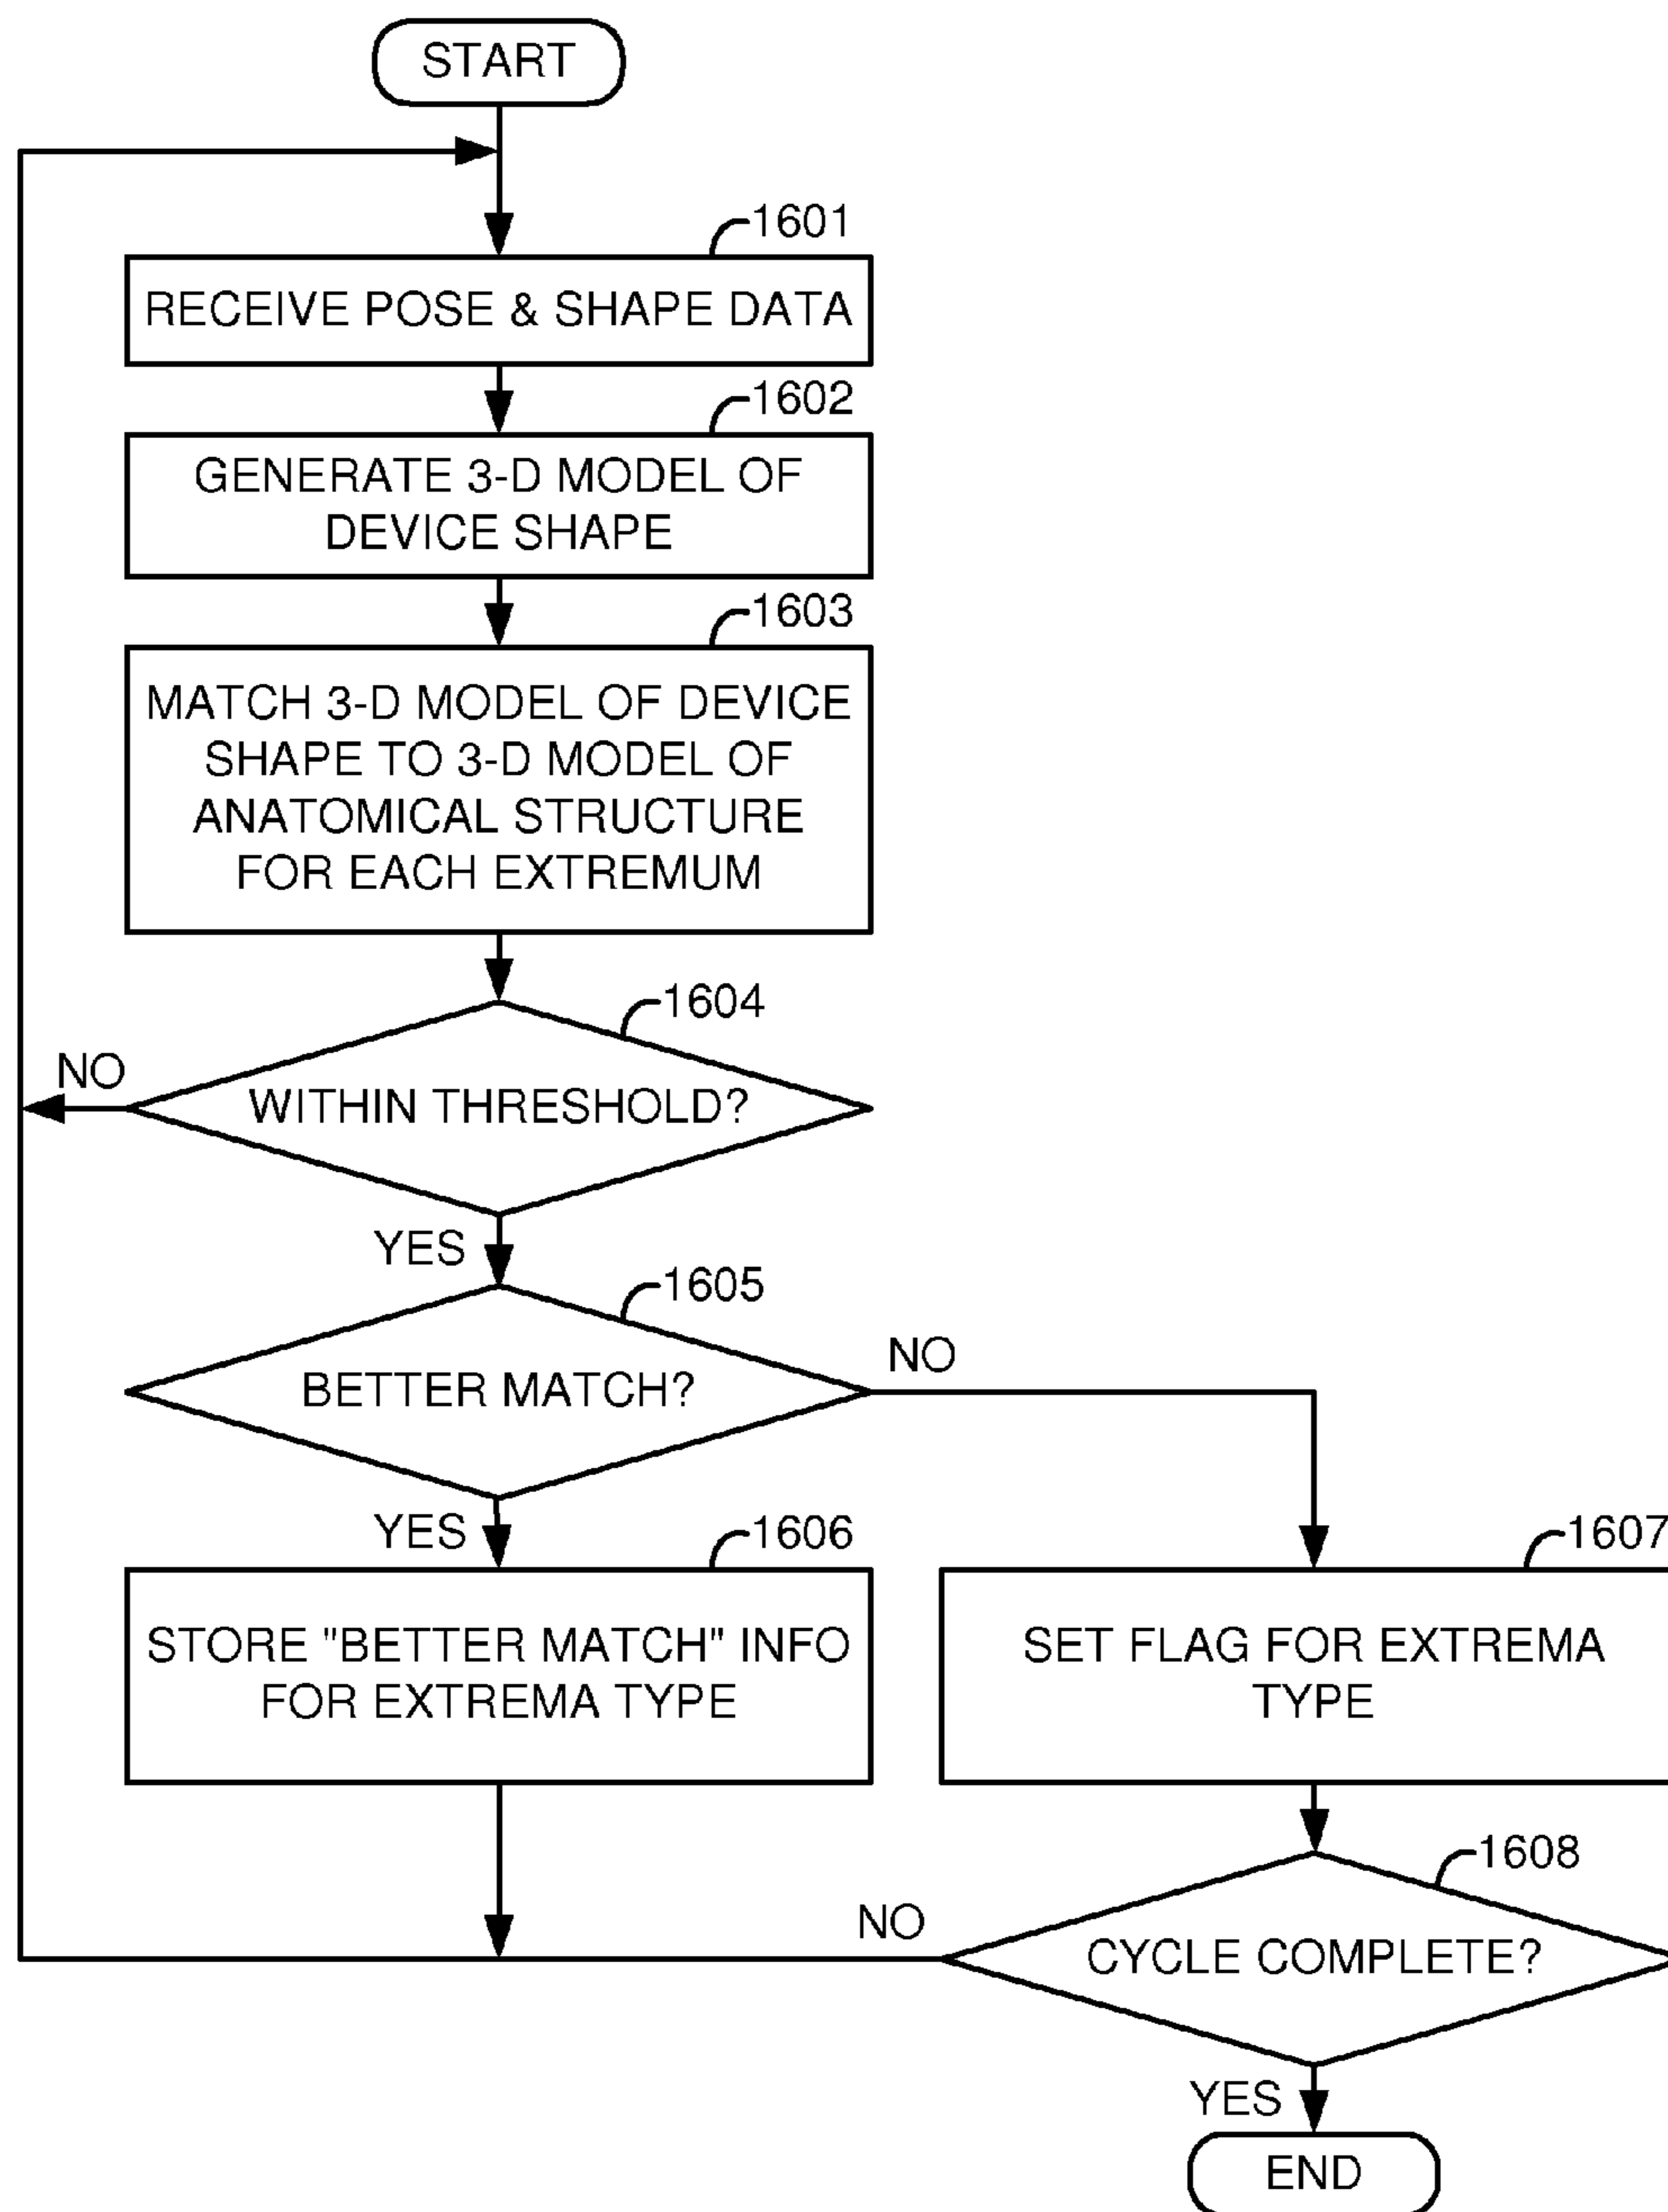 START
1601
RECEIVE POSE & SHAPE DATA
1602
GENERATE 3-D MODEL OF
DEVICE SHAPE
1603
MATCH 3-D MODEL OF DEVICE
SHAPE TO 3-D MODEL OF
ANATOMICAL STRUCTURE
FOR EACH EXTREMUM
1604
NO
WITHIN THRESHOLD?
YES
1605
NO
BETTER MATCH?
YES
1606
STORE "BETTER MATCH" INFO
FOR EXTREMA TYPE
1607
SET FLAG FOR EXTREMA
TYPE
1608
NO
CYCLE COMPLETE?
YES
END